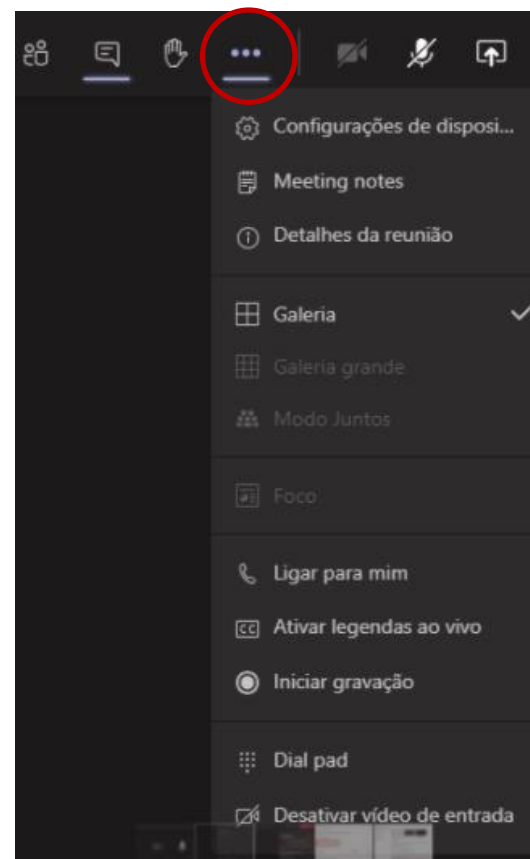 Configurações de disposi...
Meeting notes
Detalhes da reunião
Galeria
Galeria grande
Modo Juntos
Foco
Ligar para mim
CC Ativar legendas ao vivo
Iniciar gravação
Dial pad
Desativar vídeo de entrada